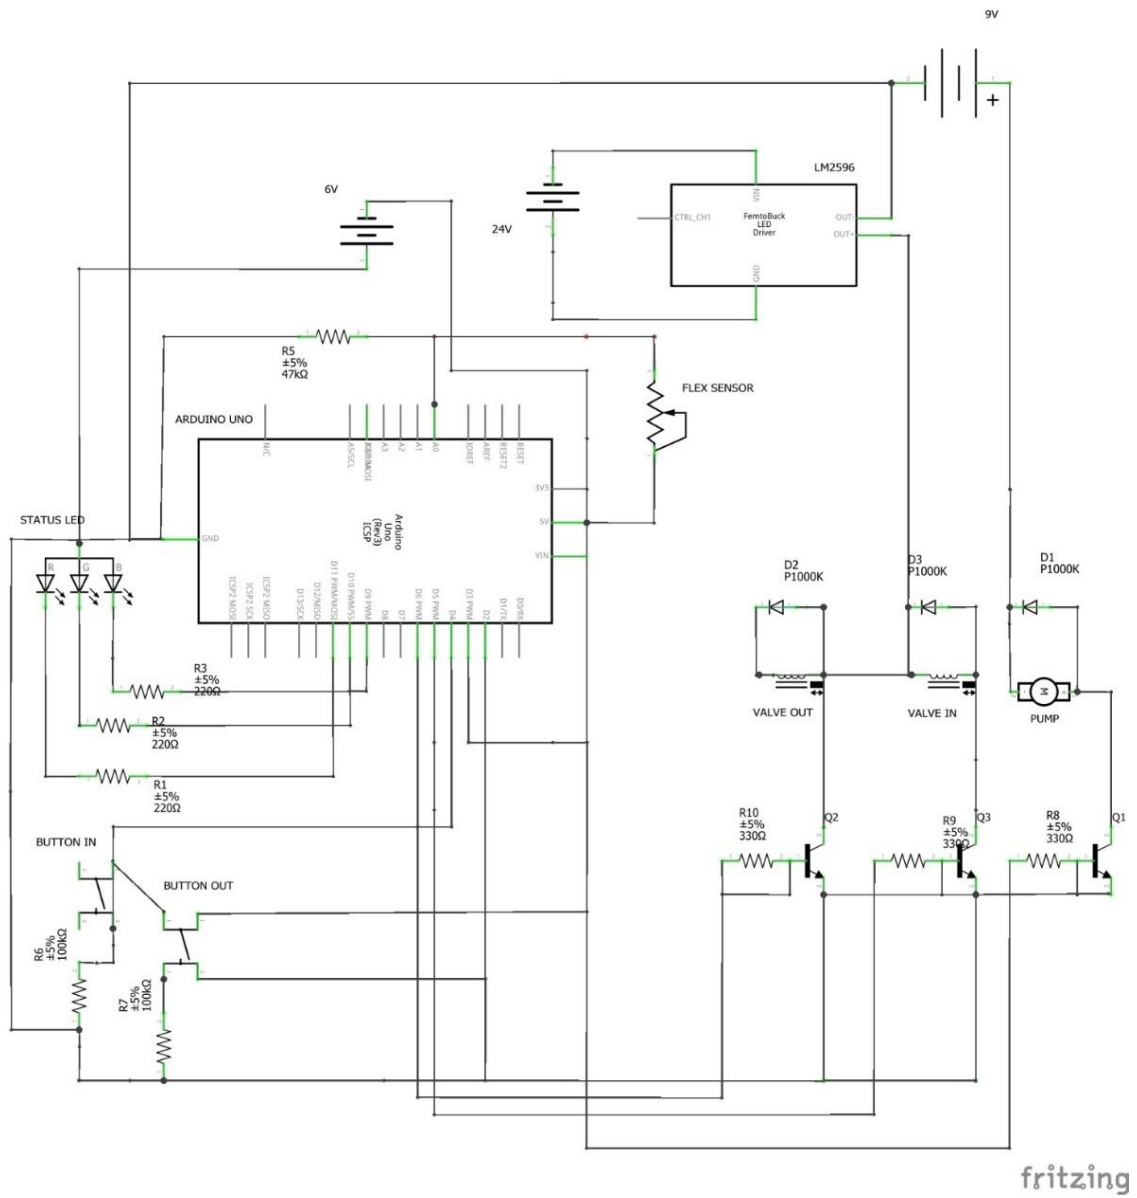 9V
+
LM2596
6V
24V
VIN
CTRL_CH1
FemtoBuck
LED
Driver
OUT-
OUT+
GND
R5
±5%
47kΩ
FLEX SENSOR
ARDUINO UNO
N/C
A5/SCL
A3
A2
A1
A0
IOREF
AREF
RESET2
RESET
3V3
5V
VIN
GND
Arduino
Uno
(Rev3)
ICSP
STATUS LED
R
G
B
ICSP2 MOSI
ICSP2 SCK
ICSP2 MISO
D13/SCK
D12/MISO
D11 PWM/MOSI
D10 PWM/SS
D9 PWM
D8
D7
D6 PWM
D5 PWM
D4
D3 PWM
D2
D1/TX
D0/RX
D2
P1000K
D3
P1000K
D1
P1000K
R3
±5%
220Ω
R2
±5%
220Ω
R1
±5%
220Ω
VALVE OUT
VALVE IN
M
PUMP
BUTTON IN
BUTTON OUT
R6
±5%
100kΩ
R7
±5%
100kΩ
R10
±5%
330Ω
Q2
R9
±5%
330Ω
Q3
R8
±5%
330Ω
Q1
fritzing